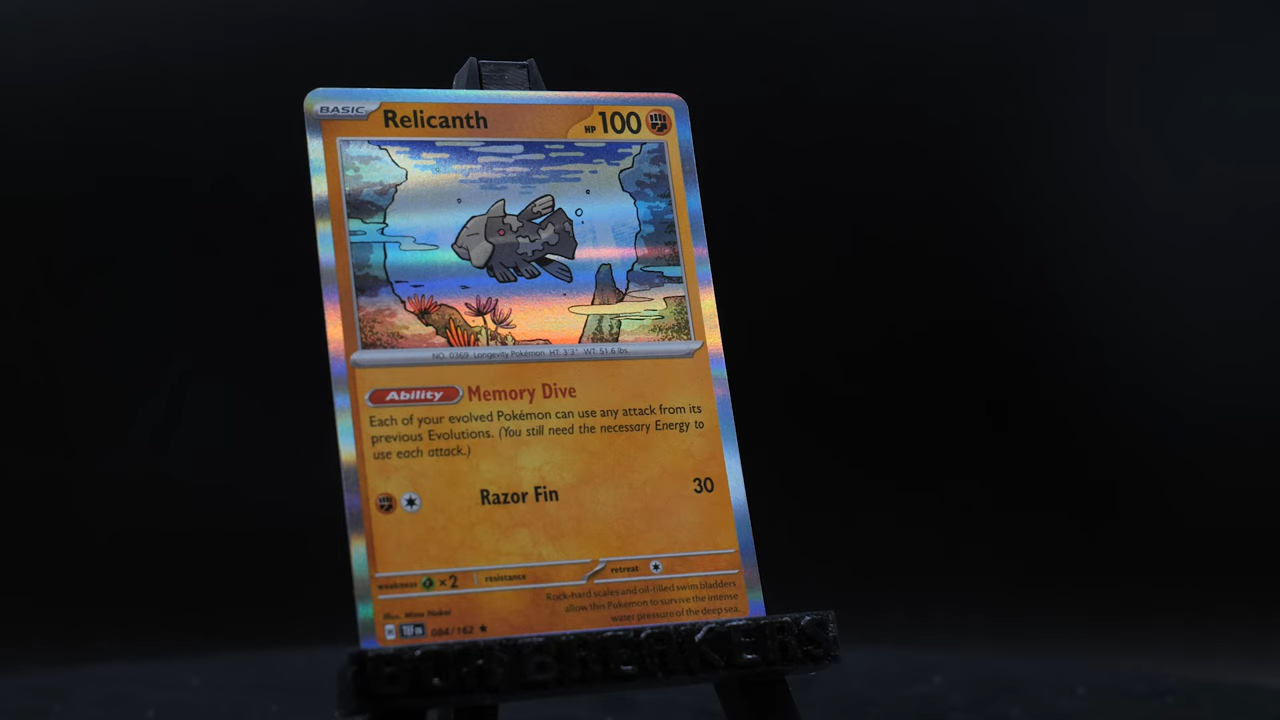 BASIC Relicanth HP 100
NO. 0369 Longevity Pokémon HT: 3'3" WT: 51.6 lbs.
Ability Memory Dive
Each of your evolved Pokémon can use any attack from its
previous Evolutions. (You still need the necessary Energy to
use each attack.)
Razor Fin 30
weakness ×2 resistance retreat
Rock-hard scales and oil-filled swim bladders
allow this Pokémon to survive the intense
water pressure of the deep sea.
Illus. Mina Nakai
H TEF EN 084/162 ★